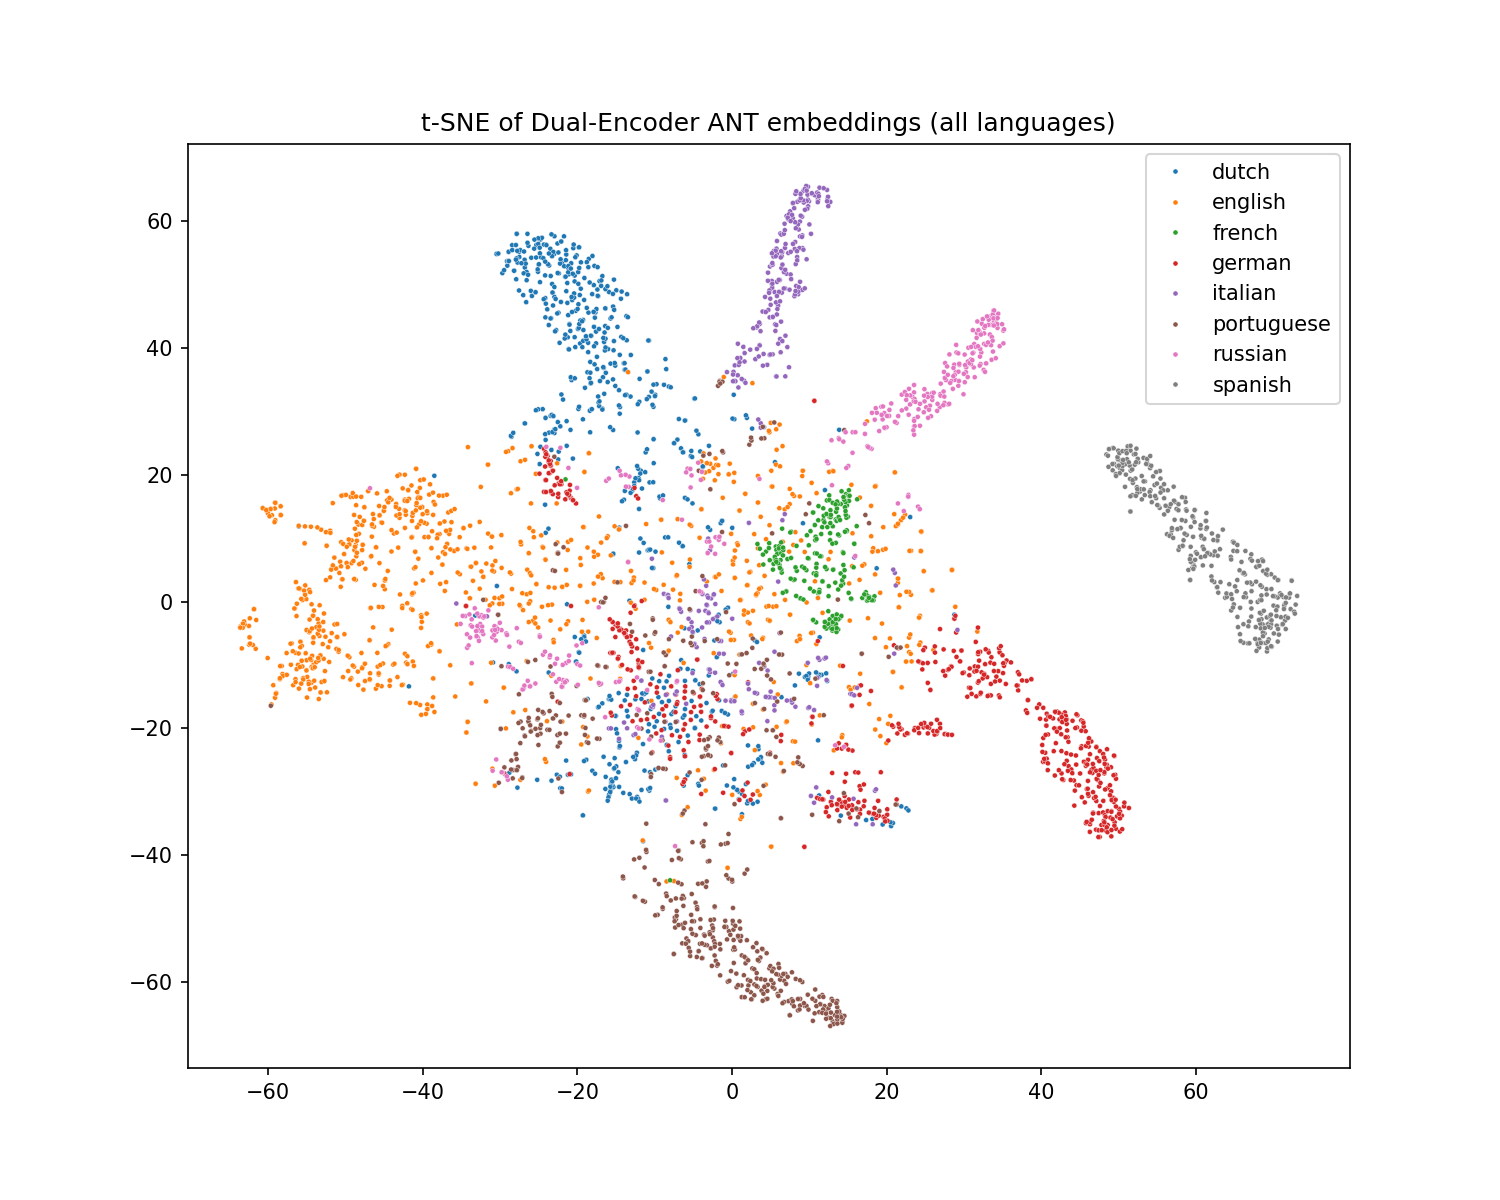 t-SNE of Dual-Encoder ANT embeddings (all languages)
dutch
english
french
german
italian
portuguese
russian
spanish
60
40
20
0
−20
−40
−60
−60 −40 −20 0 20 40 60